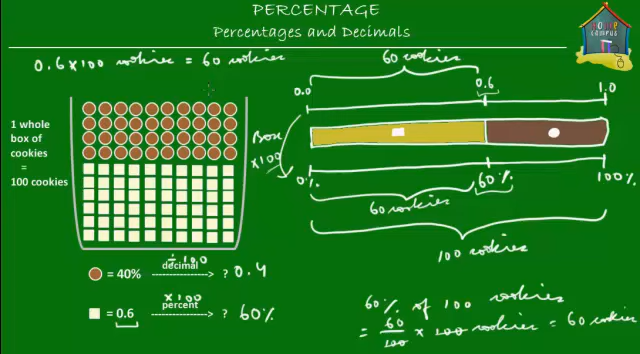 PERCENTAGE
Percentages and Decimals
0.6 × 100 cookies = 60 cookies
60 cookies
0.0
0.6
1.0
1 whole
box of
cookies
=
100 cookies
Box
×100
0%
60%
100%
60 cookies
100 cookies
÷100
= 40% decimal -----------> ? 0.4
×100
= 0.6 percent -----------> ? 60%
60% of 100 cookies
= 60/100 × 100 cookies = 60 cookies